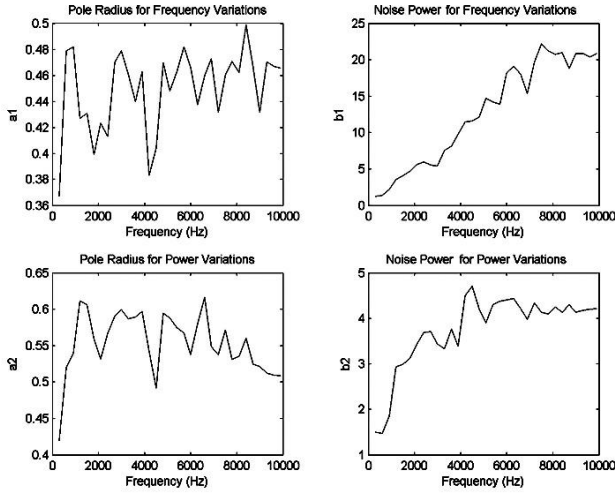 Pole Radius for Frequency Variations
0.5
0.48
0.46
0.44
0.42
0.4
0.38
0.36
a1
0 2000 4000 6000 8000 10000
Frequency (Hz)
Noise Power for Frequency Variations
25
20
15
10
5
0
b1
0 2000 4000 6000 8000 10000
Frequency (Hz)
Pole Radius for Power Variations
0.65
0.6
0.55
0.5
0.45
0.4
a2
0 2000 4000 6000 8000 10000
Frequency (Hz)
Noise Power for Power Variations
5
4
3
2
1
b2
0 2000 4000 6000 8000 10000
Frequency (Hz)